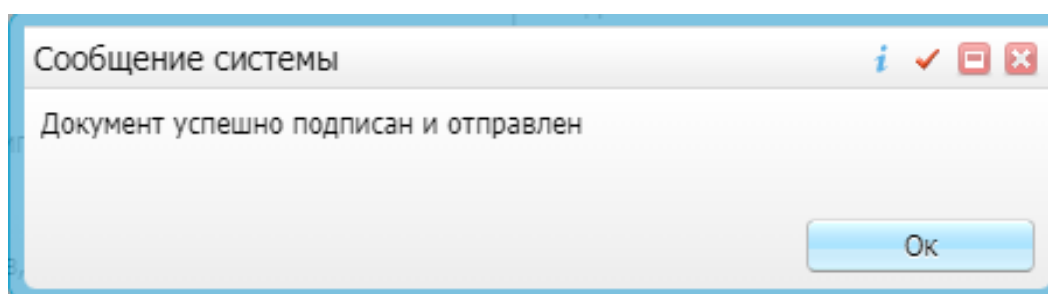 Сообщение системы
Документ успешно подписан и отправлен
Ок